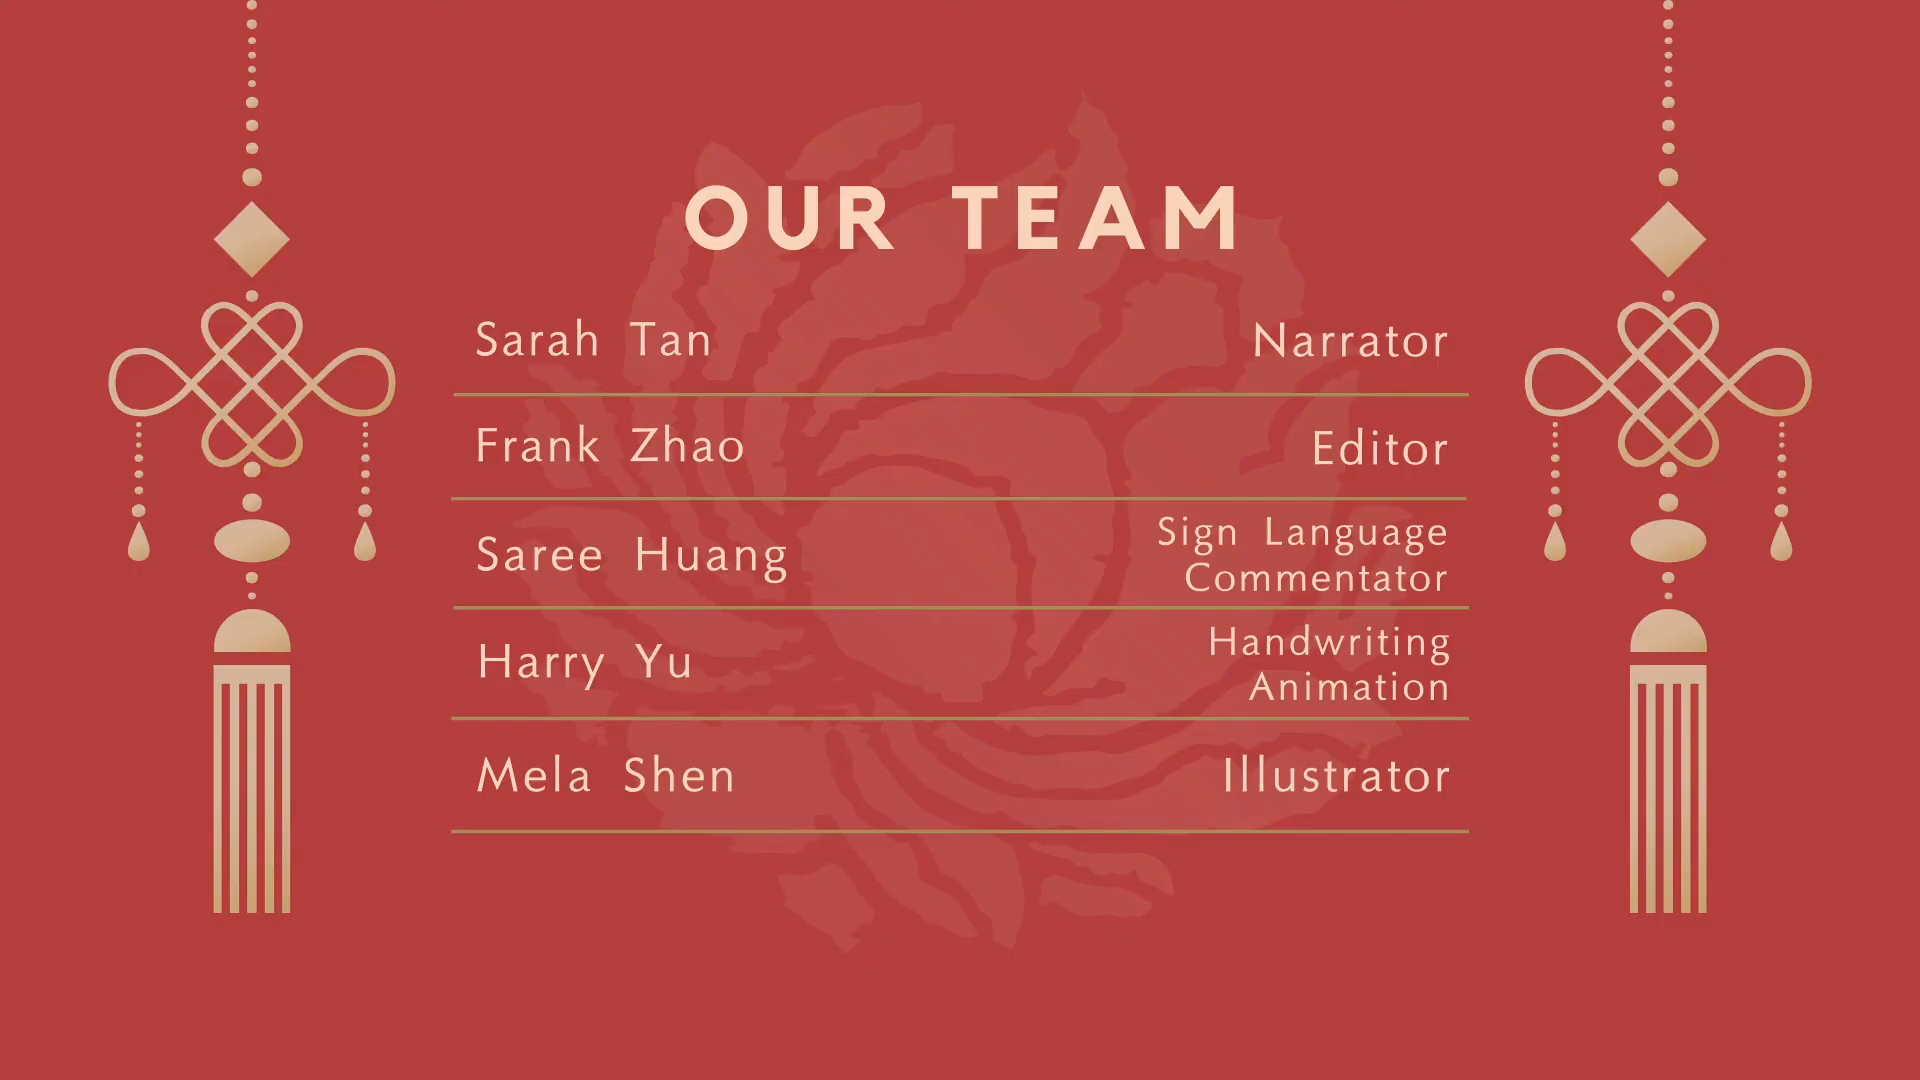 OUR TEAM
Sarah Tan Narrator
Frank Zhao Editor
Saree Huang Sign Language
Commentator
Harry Yu Handwriting
Animation
Mela Shen Illustrator